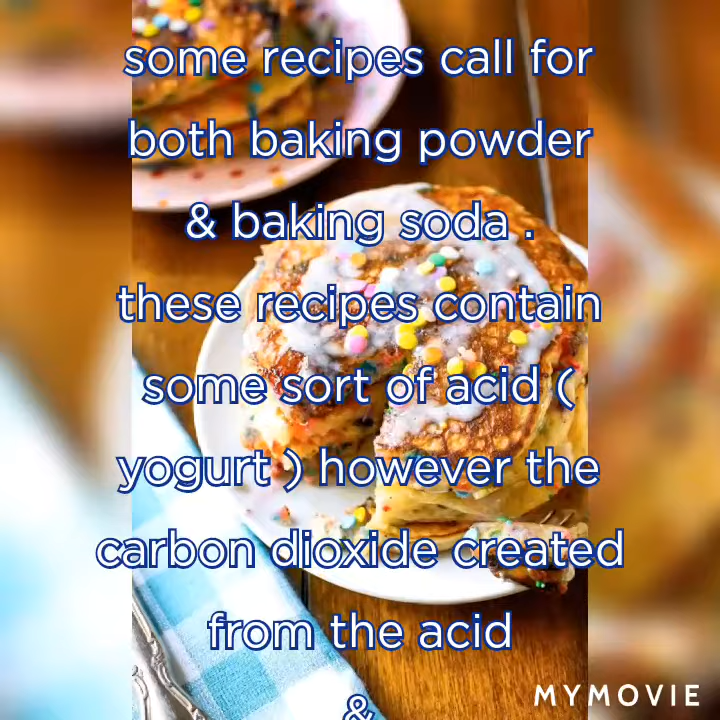 some recipes call for
both baking powder
& baking soda .
these recipes contain
some sort of acid (
yogurt ) however the
carbon dioxide created
from the acid
&
MYMOVIE